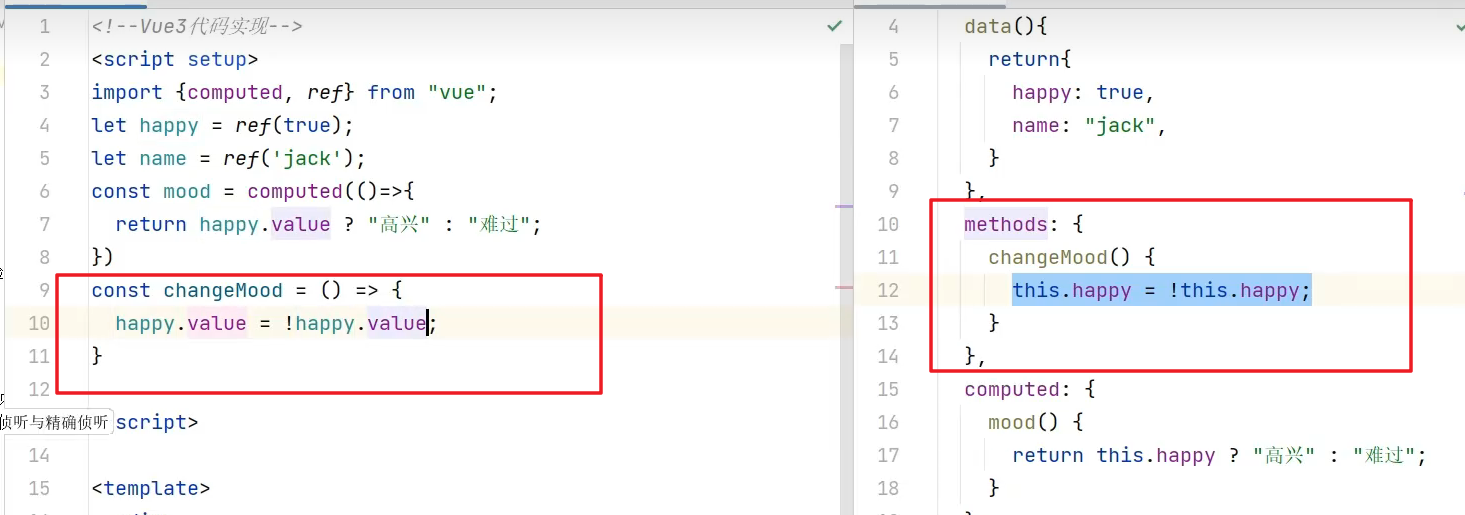 1 <!--Vue3代码实现-->
2 <script setup>
3 import {computed, ref} from "vue";
4 let happy = ref(true);
5 let name = ref('jack');
6 const mood = computed(()=>{
7 return happy.value ? "高兴" : "难过";
8 })
9 const changeMood = () => {
10 happy.value = !happy.value;
11 }
12
侦听与精确侦听 script>
14
15 <template>
4 data(){
5 return{
6 happy: true,
7 name: "jack",
8 }
9 },
10 methods: {
11 changeMood() {
12 this.happy = !this.happy;
13 }
14 },
15 computed: {
16 mood() {
17 return this.happy ? "高兴" : "难过";
18 }